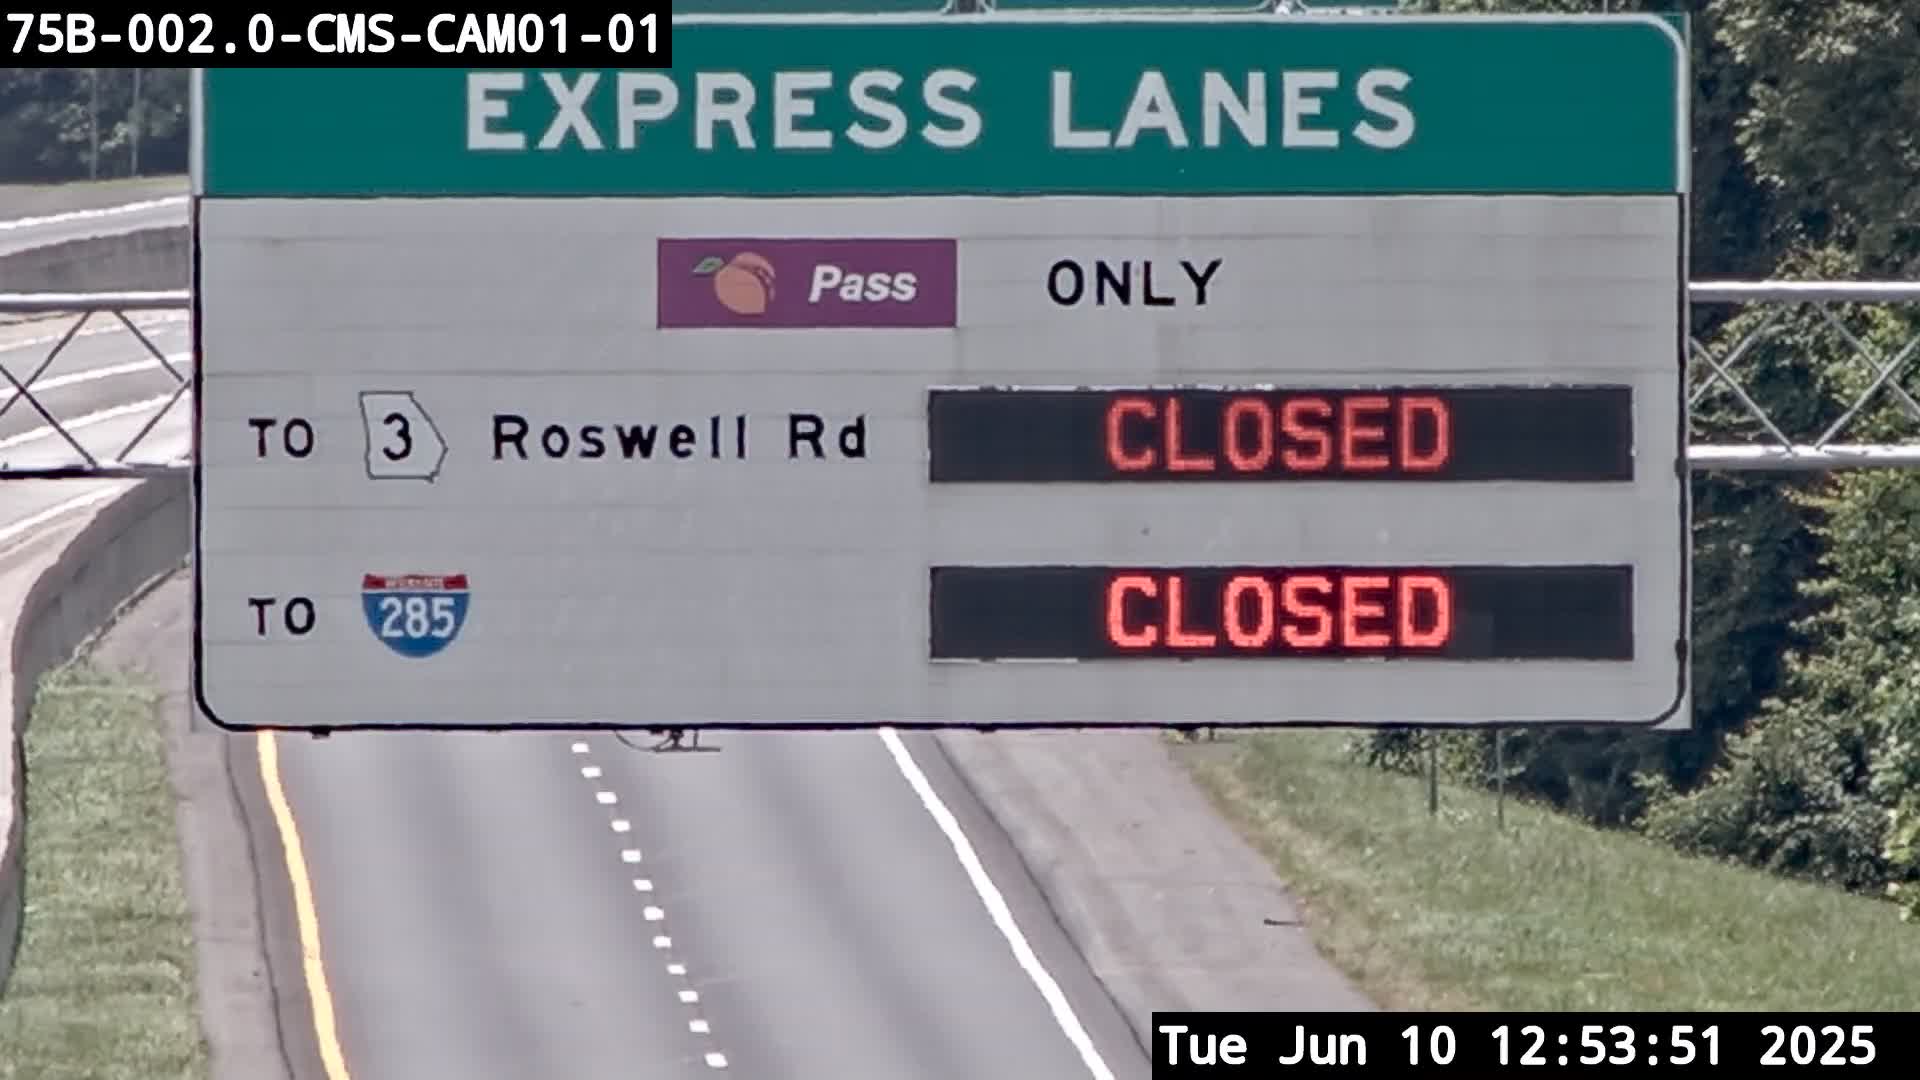 75B-002.0-CMS-CAM01-01
EXPRESS LANES
Pass ONLY
TO 3 Roswell Rd CLOSED
TO INTERSTATE 285 CLOSED
Tue Jun 10 12:53:51 2025